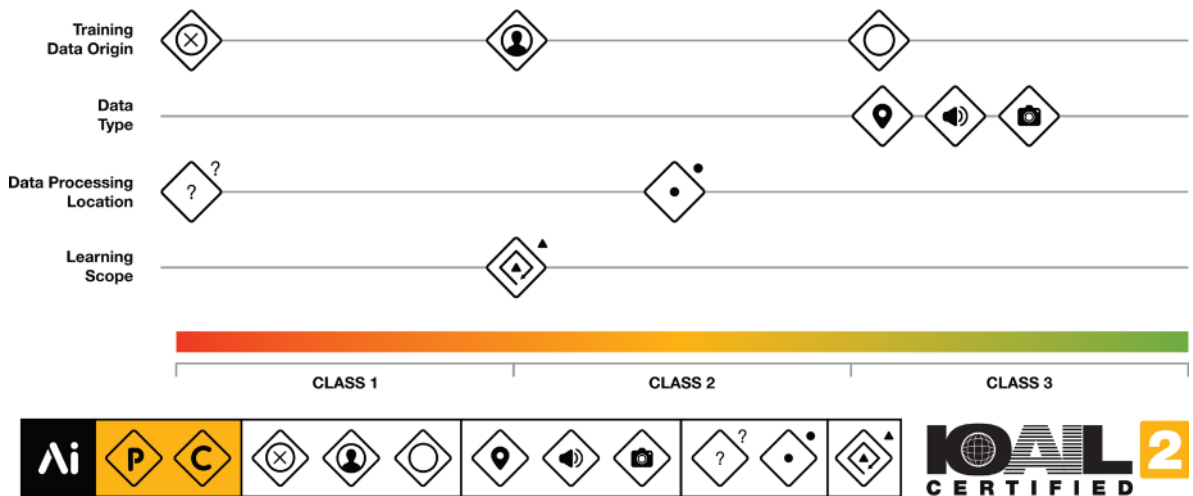 Training
Data Origin
Data
Type
Data Processing
Location
?
?
Learning
Scope
CLASS 1
CLASS 2
CLASS 3
Ai
P
C
?
?
IOAIL
CERTIFIED
2